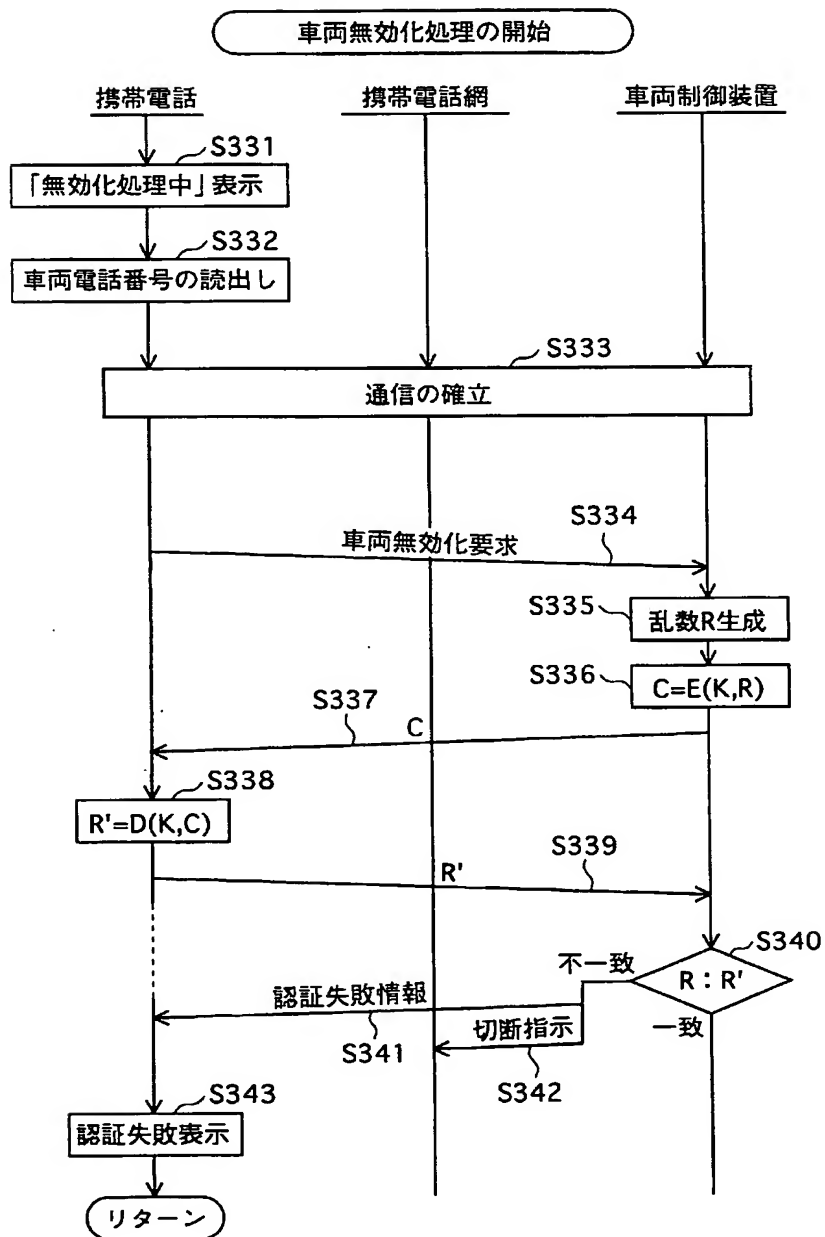 車両無効化処理の開始
携帯電話
携帯電話網
車両制御装置
S331
「無効化処理中」表示
S332
車両電話番号の読出し
S333
通信の確立
S334
車両無効化要求
S335
乱数R生成
S336
C=E(K,R)
S337
C
S338
R'=D(K,C)
S339
R'
S340
R:R'
不一致
一致
認証失敗情報
S341
切断指示
S342
S343
認証失敗表示
リターン